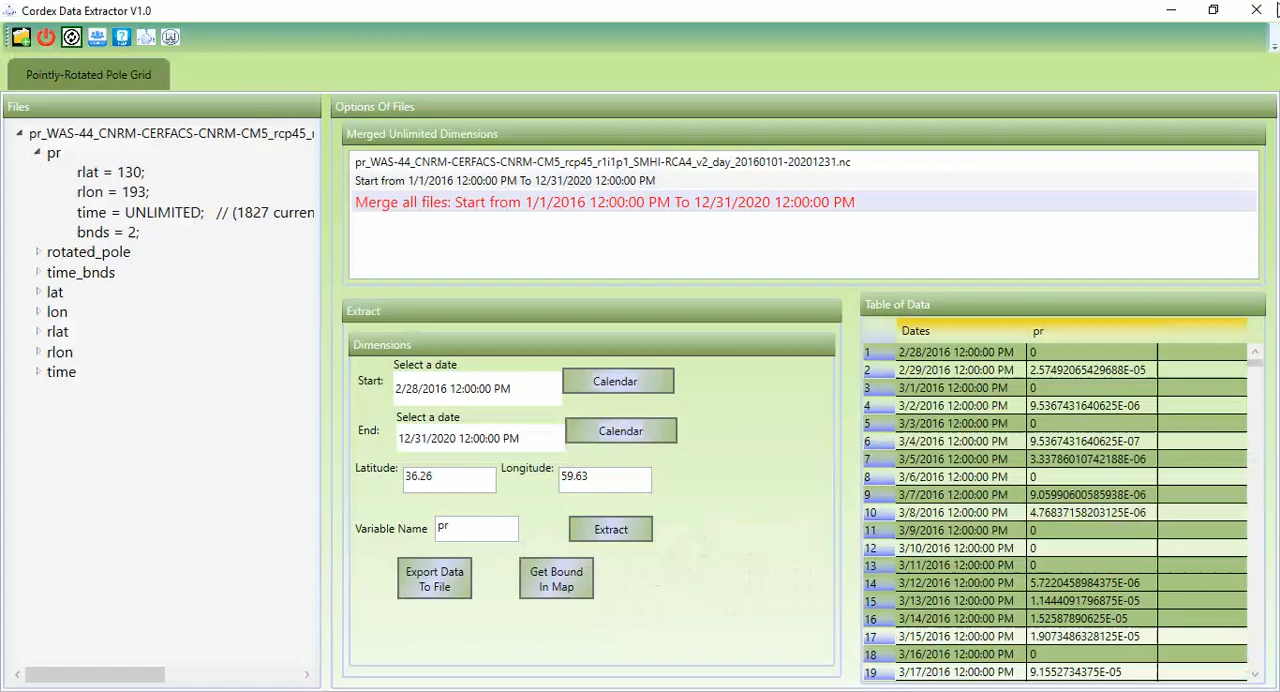 Cordex Data Extractor V1.0
Pointly-Rotated Pole Grid
Files
pr_WAS-44_CNRM-CERFACS-CNRM-CM5_rcp45_r
pr
rlat = 130;
rlon = 193;
time = UNLIMITED;   // (1827 curren
bnds = 2;
rotated_pole
time_bnds
lat
lon
rlat
rlon
time
Options Of Files
Merged Unlimited Dimensions
pr_WAS-44_CNRM-CERFACS-CNRM-CM5_rcp45_r1i1p1_SMHI-RCA4_v2_day_20160101-20201231.nc
Start from 1/1/2016 12:00:00 PM To 12/31/2020 12:00:00 PM
Merge all files: Start from 1/1/2016 12:00:00 PM To 12/31/2020 12:00:00 PM
Extract
Dimensions
Select a date
Start: 2/28/2016 12:00:00 PM Calendar
Select a date
End: 12/31/2020 12:00:00 PM Calendar
Latitude: 36.26 Longitude: 59.63
Variable Name pr Extract
Export Data To File
Get Bound In Map
Table of Data
Dates pr
1 2/28/2016 12:00:00 PM 0
2 2/29/2016 12:00:00 PM 2.57492065429688E-05
3 3/1/2016 12:00:00 PM 0
4 3/2/2016 12:00:00 PM 9.5367431640625E-06
5 3/3/2016 12:00:00 PM 0
6 3/4/2016 12:00:00 PM 9.5367431640625E-07
7 3/5/2016 12:00:00 PM 3.33786010742188E-06
8 3/6/2016 12:00:00 PM 0
9 3/7/2016 12:00:00 PM 9.05990600585938E-06
10 3/8/2016 12:00:00 PM 4.76837158203125E-06
11 3/9/2016 12:00:00 PM 0
12 3/10/2016 12:00:00 PM 0
13 3/11/2016 12:00:00 PM 0
14 3/12/2016 12:00:00 PM 5.7220458984375E-06
15 3/13/2016 12:00:00 PM 1.1444091796875E-05
16 3/14/2016 12:00:00 PM 1.52587890625E-05
17 3/15/2016 12:00:00 PM 1.9073486328125E-05
18 3/16/2016 12:00:00 PM 0
19 3/17/2016 12:00:00 PM 9.1552734375E-05